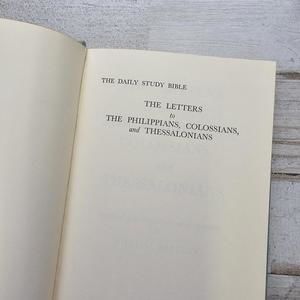 THE DAILY STUDY BIBLE
THE LETTERS
to
THE PHILIPPIANS, COLOSSIANS,
and THESSALONIANS